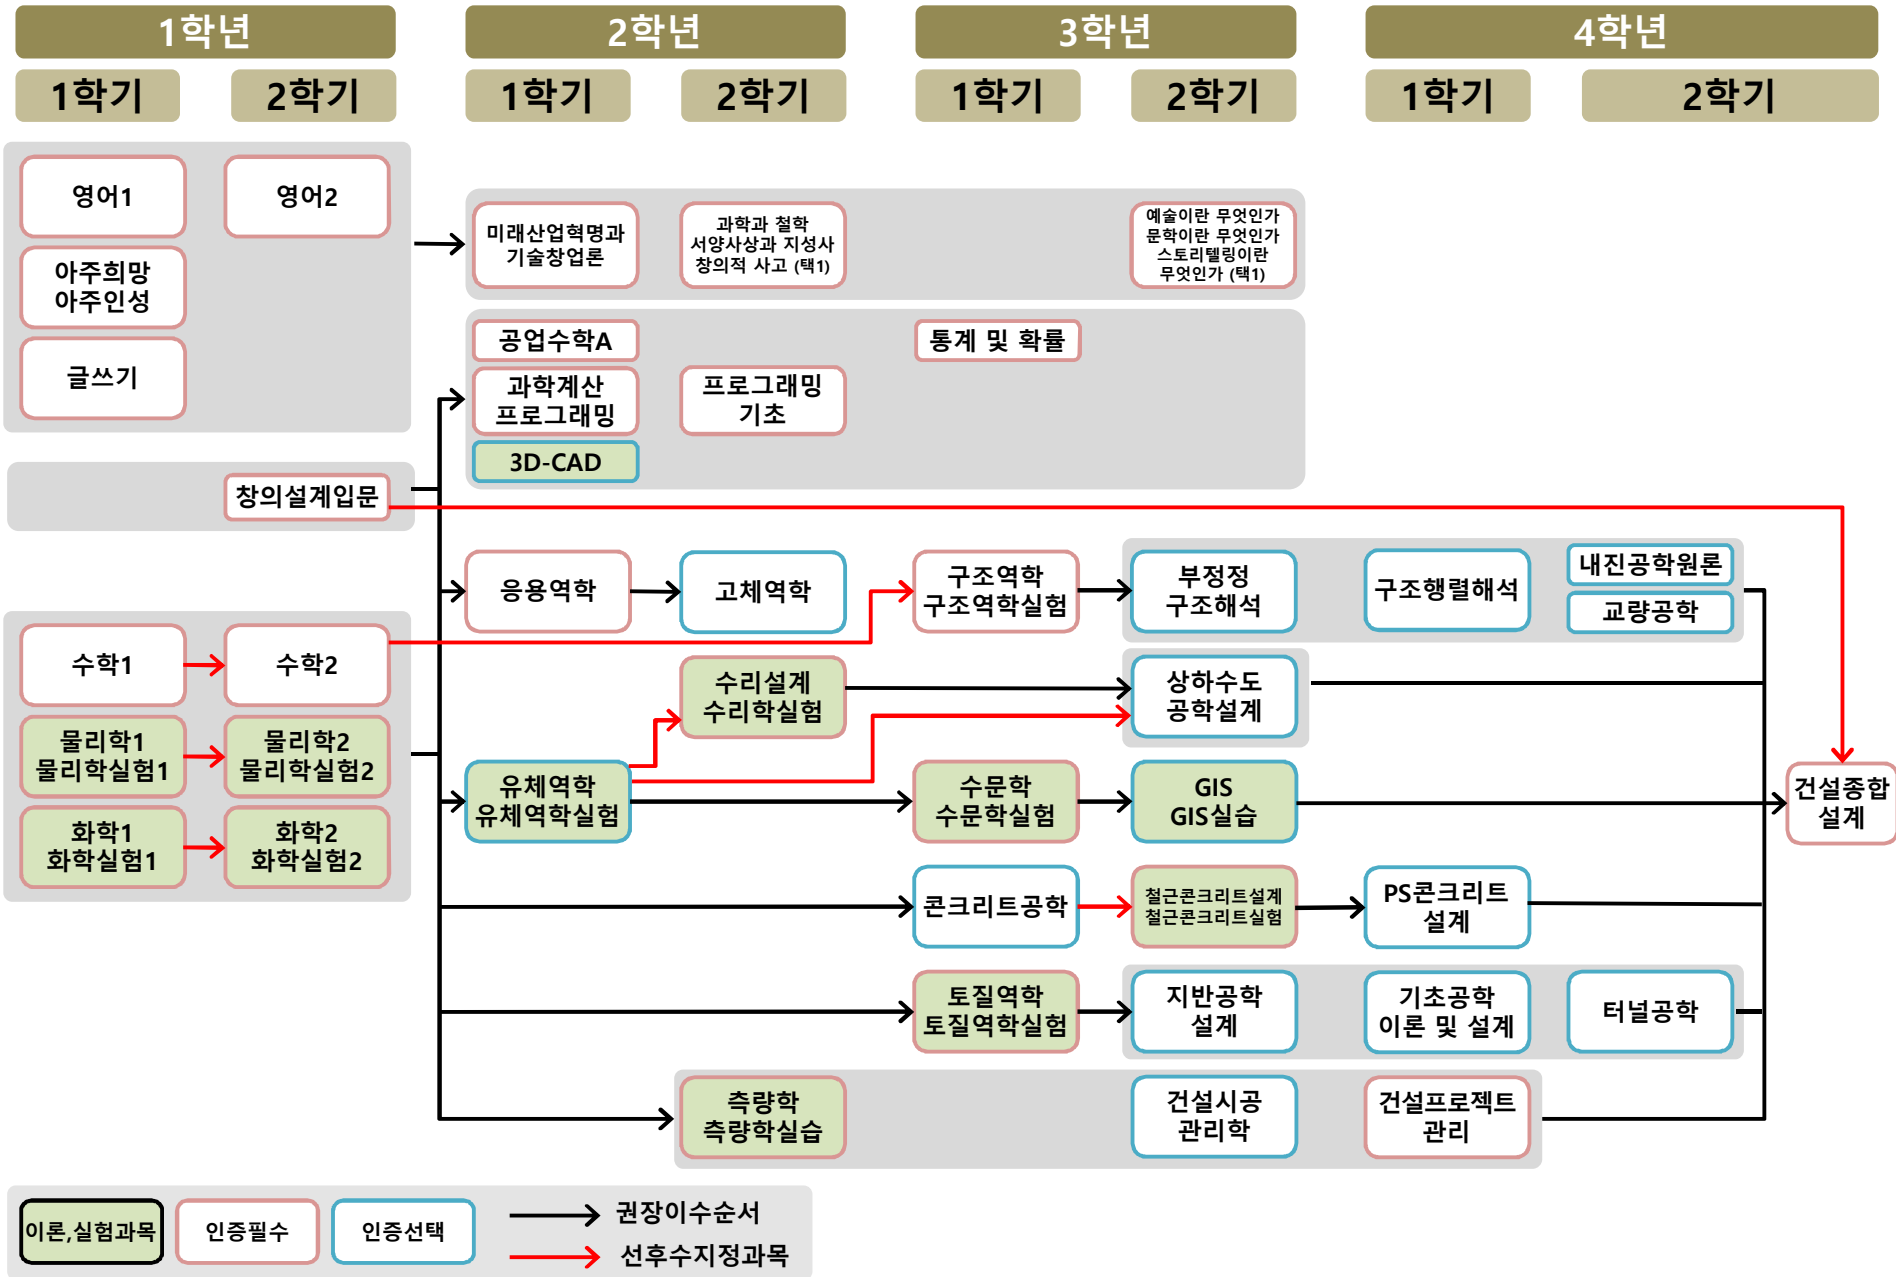 1학년
2학년
3학년
4학년
1학기
2학기
1학기
2학기
1학기
2학기
1학기
2학기
영어1
영어2
아주희망
아주인성
글쓰기
미래산업혁명과
기술창업론
과학과 철학
서양사상과 지성사
창의적 사고 (택1)
예술이란 무엇인가
문학이란 무엇인가
스토리텔링이란
무엇인가 (택1)
공업수학A
통계 및 확률
과학계산
프로그래밍
프로그래밍
기초
3D-CAD
창의설계입문
응용역학
고체역학
구조역학
구조역학실험
부정정
구조해석
구조행렬해석
내진공학원론
교량공학
수학1
수학2
수리설계
수리학실험
상하수도
공학설계
물리학1
물리학실험1
물리학2
물리학실험2
유체역학
유체역학실험
수문학
수문학실험
GIS
GIS실습
건설종합
설계
화학1
화학실험1
화학2
화학실험2
콘크리트공학
철근콘크리트설계
철근콘크리트실험
PS콘크리트
설계
토질역학
토질역학실험
지반공학
설계
기초공학
이론 및 설계
터널공학
측량학
측량학실습
건설시공
관리학
건설프로젝트
관리
이론,실험과목
인증필수
인증선택
권장이수순서
선후수지정과목